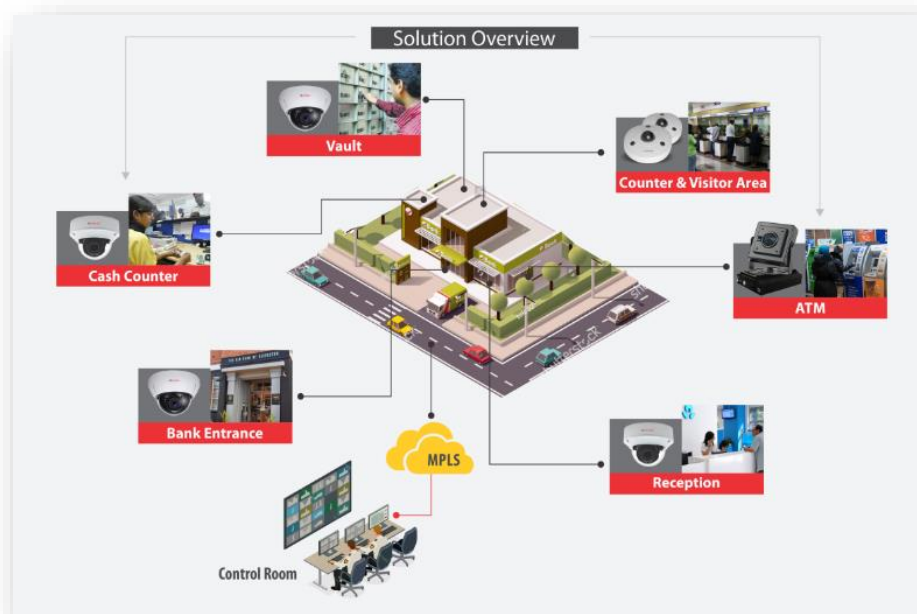 Solution Overview
Vault
Counter & Visitor Area
Cash Counter
ATM
Bank Entrance
MPLS
Reception
Control Room